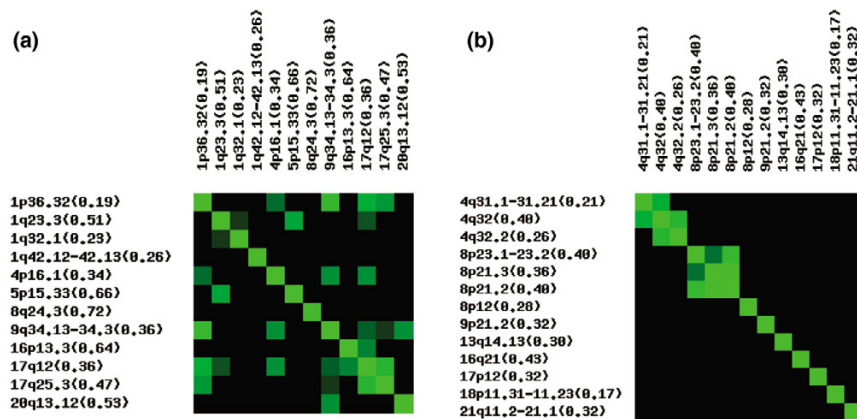 (a)
1p36.32(0.19)
1q23.3(0.51)
1q32.1(0.23)
1q42.12-42.13(0.26)
4p16.1(0.34)
5p15.33(0.66)
8q24.3(0.72)
9q34.13-34.3(0.36)
16p13.3(0.64)
17q12(0.36)
17q25.3(0.47)
20q13.12(0.53)
1p36.32(0.19)
1q23.3(0.51)
1q32.1(0.23)
1q42.12-42.13(0.26)
4p16.1(0.34)
5p15.33(0.66)
8q24.3(0.72)
9q34.13-34.3(0.36)
16p13.3(0.64)
17q12(0.36)
17q25.3(0.47)
20q13.12(0.53)
(b)
4q31.1-31.21(0.21)
4q32(0.40)
4q32.2(0.26)
8p23.1-23.2(0.40)
8p21.3(0.36)
8p21.2(0.40)
8p12(0.28)
9p21.2(0.32)
13q14.13(0.30)
16q21(0.43)
17p12(0.32)
18p11.31-11.23(0.17)
21q11.2-21.1(0.32)
4q31.1-31.21(0.21)
4q32(0.40)
4q32.2(0.26)
8p23.1-23.2(0.40)
8p21.3(0.36)
8p21.2(0.40)
8p12(0.28)
9p21.2(0.32)
13q14.13(0.30)
16q21(0.43)
17p12(0.32)
18p11.31-11.23(0.17)
21q11.2-21.1(0.32)